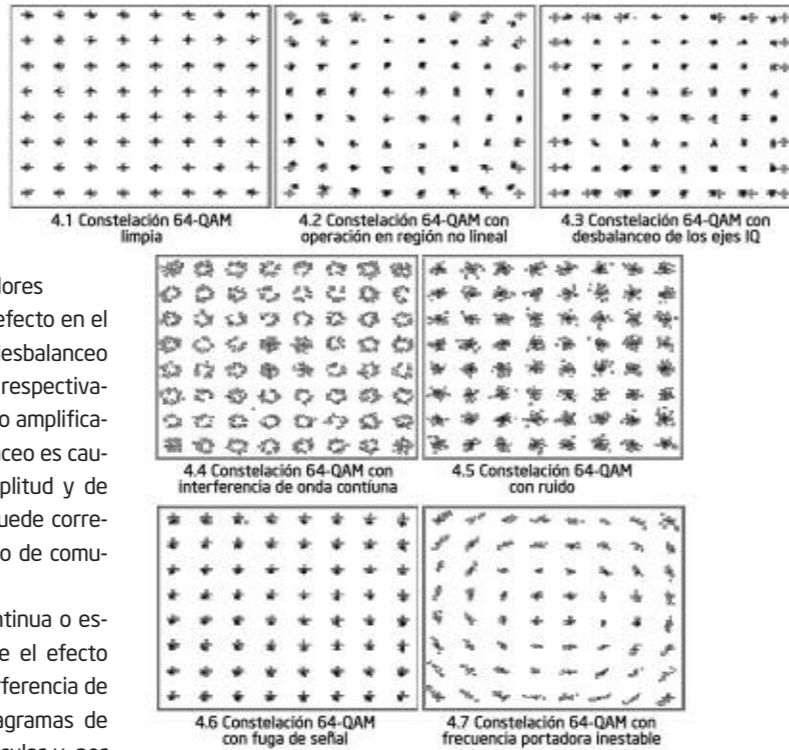 4.1 Constelación 64-QAM
limpia
4.2 Constelación 64-QAM con
operación en región no lineal
4.3 Constelación 64-QAM con
desbalanceo de los ejes IQ
lores
efecto en el
desbalanceo
respectiva-
o amplifica-
nceo es cau-
plitud y de
uede corre-
o de comu-
ntinua o es-
e el efecto
rferencia de
agramas de
4.4 Constelación 64-QAM con
interferencia de onda contíuna
4.5 Constelación 64-QAM
con ruido
4.6 Constelación 64-QAM
con fuga de señal
4.7 Constelación 64-QAM con
frecuencia portadora inestable